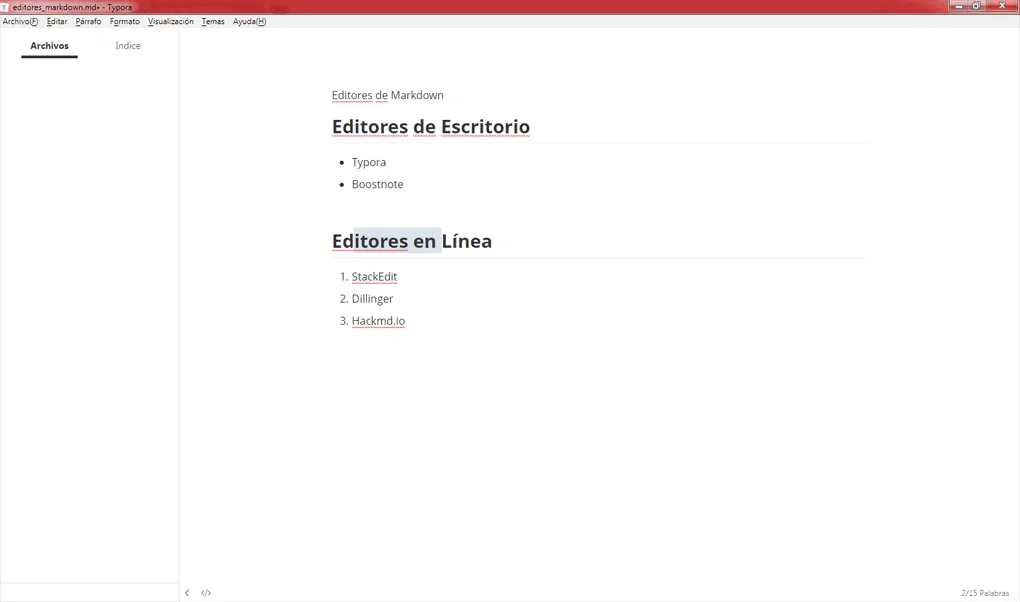 editores_markdown.md• - Typora
Archivo(F) Editar Párrafo Formato Visualización Temas Ayuda(H)
Archivos Indice
Editores de Markdown
Editores de Escritorio
• Typora
• Boostnote
Editores en Línea
1. StackEdit
2. Dillinger
3. Hackmd.io
2/15 Palabras